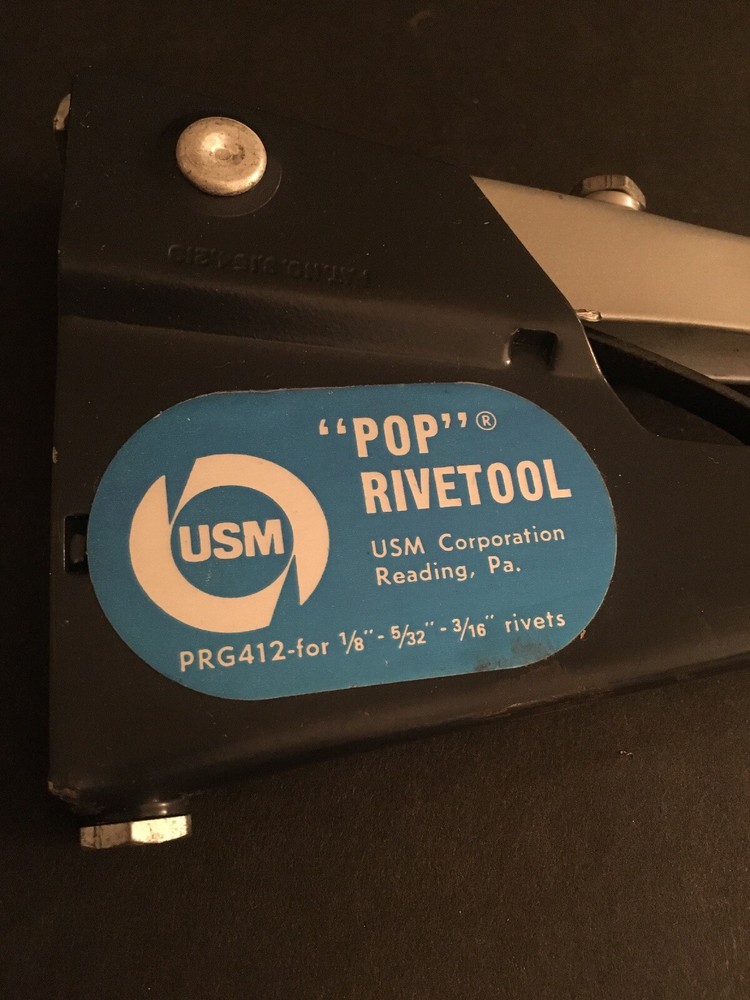 “POP”®
RIVETOOL
USM
USM Corporation
Reading, Pa.
PRG412-for 1/8"- 5/32" - 3/16" rivets